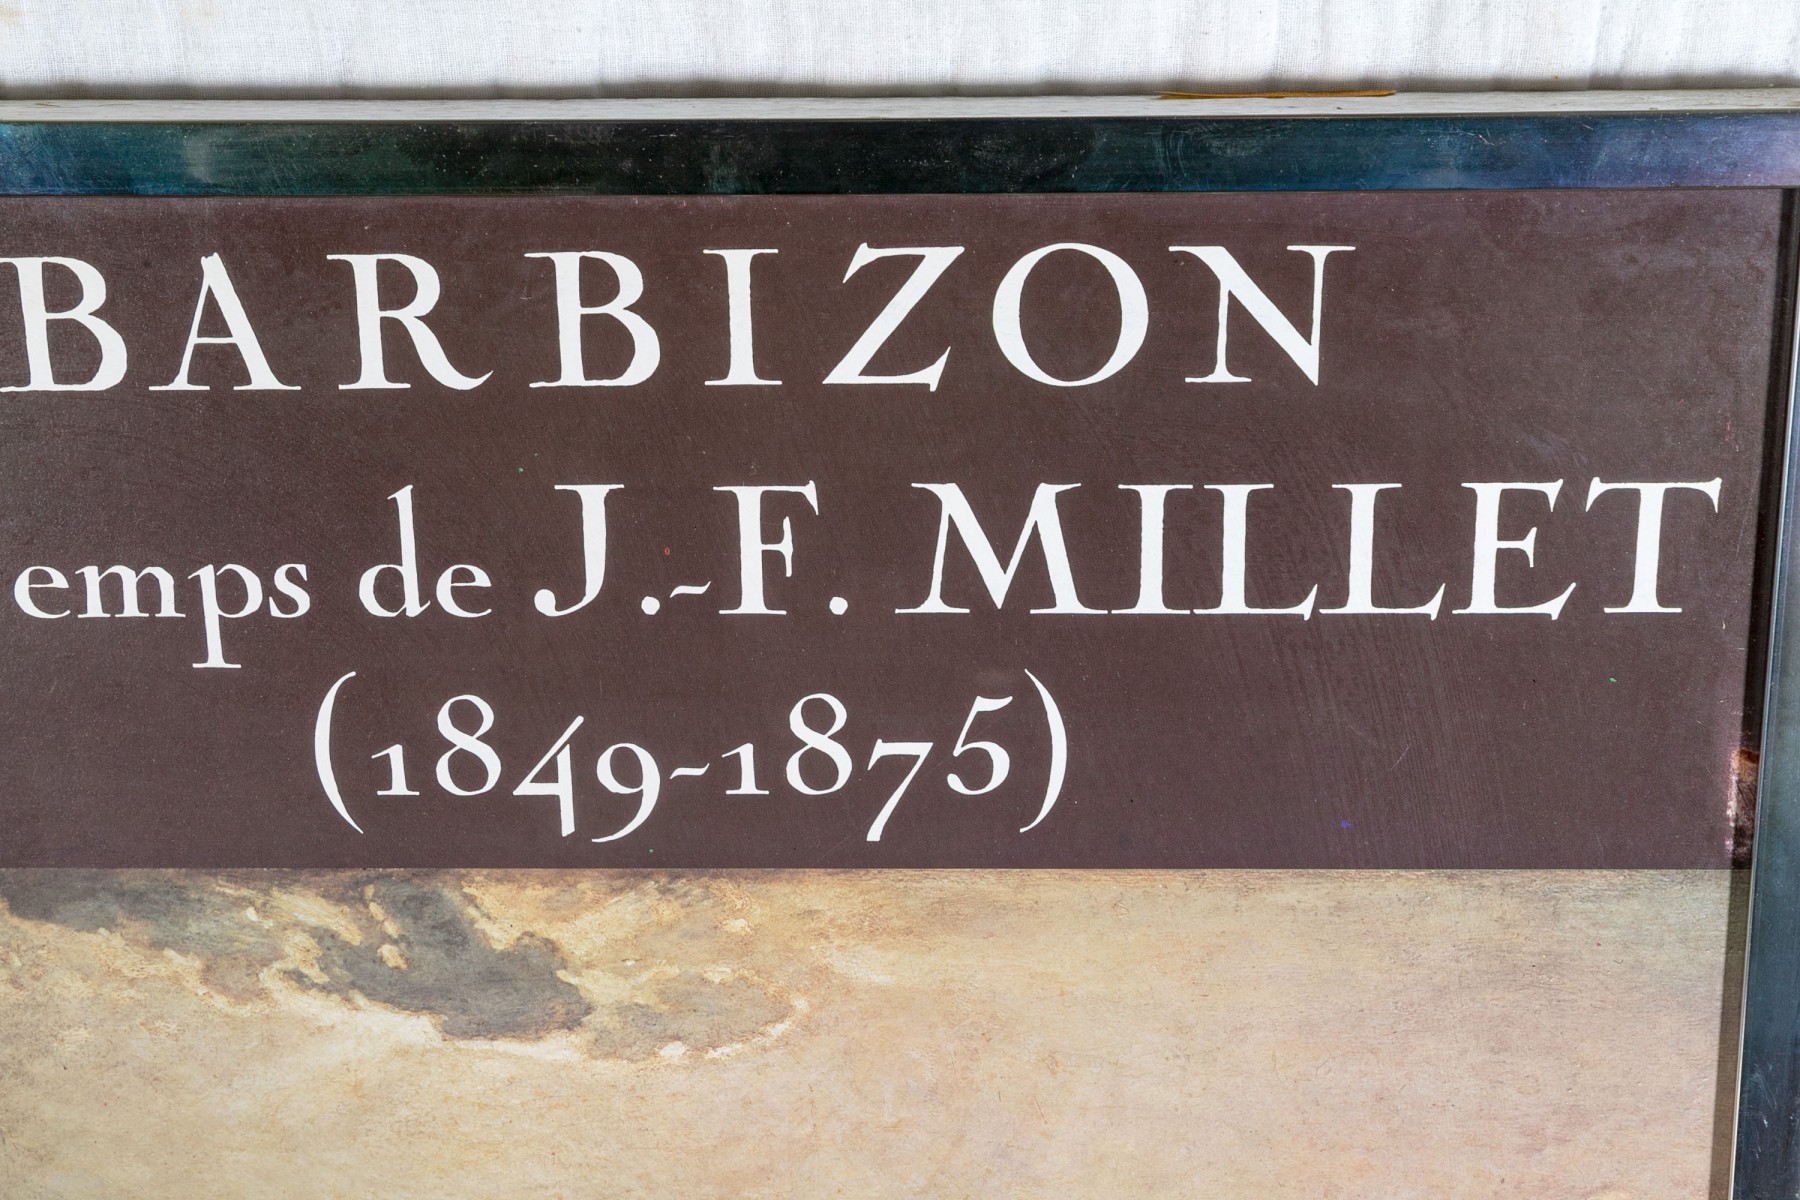 BARBIZON
emps de J.-F. MILLET
(1849-1875)